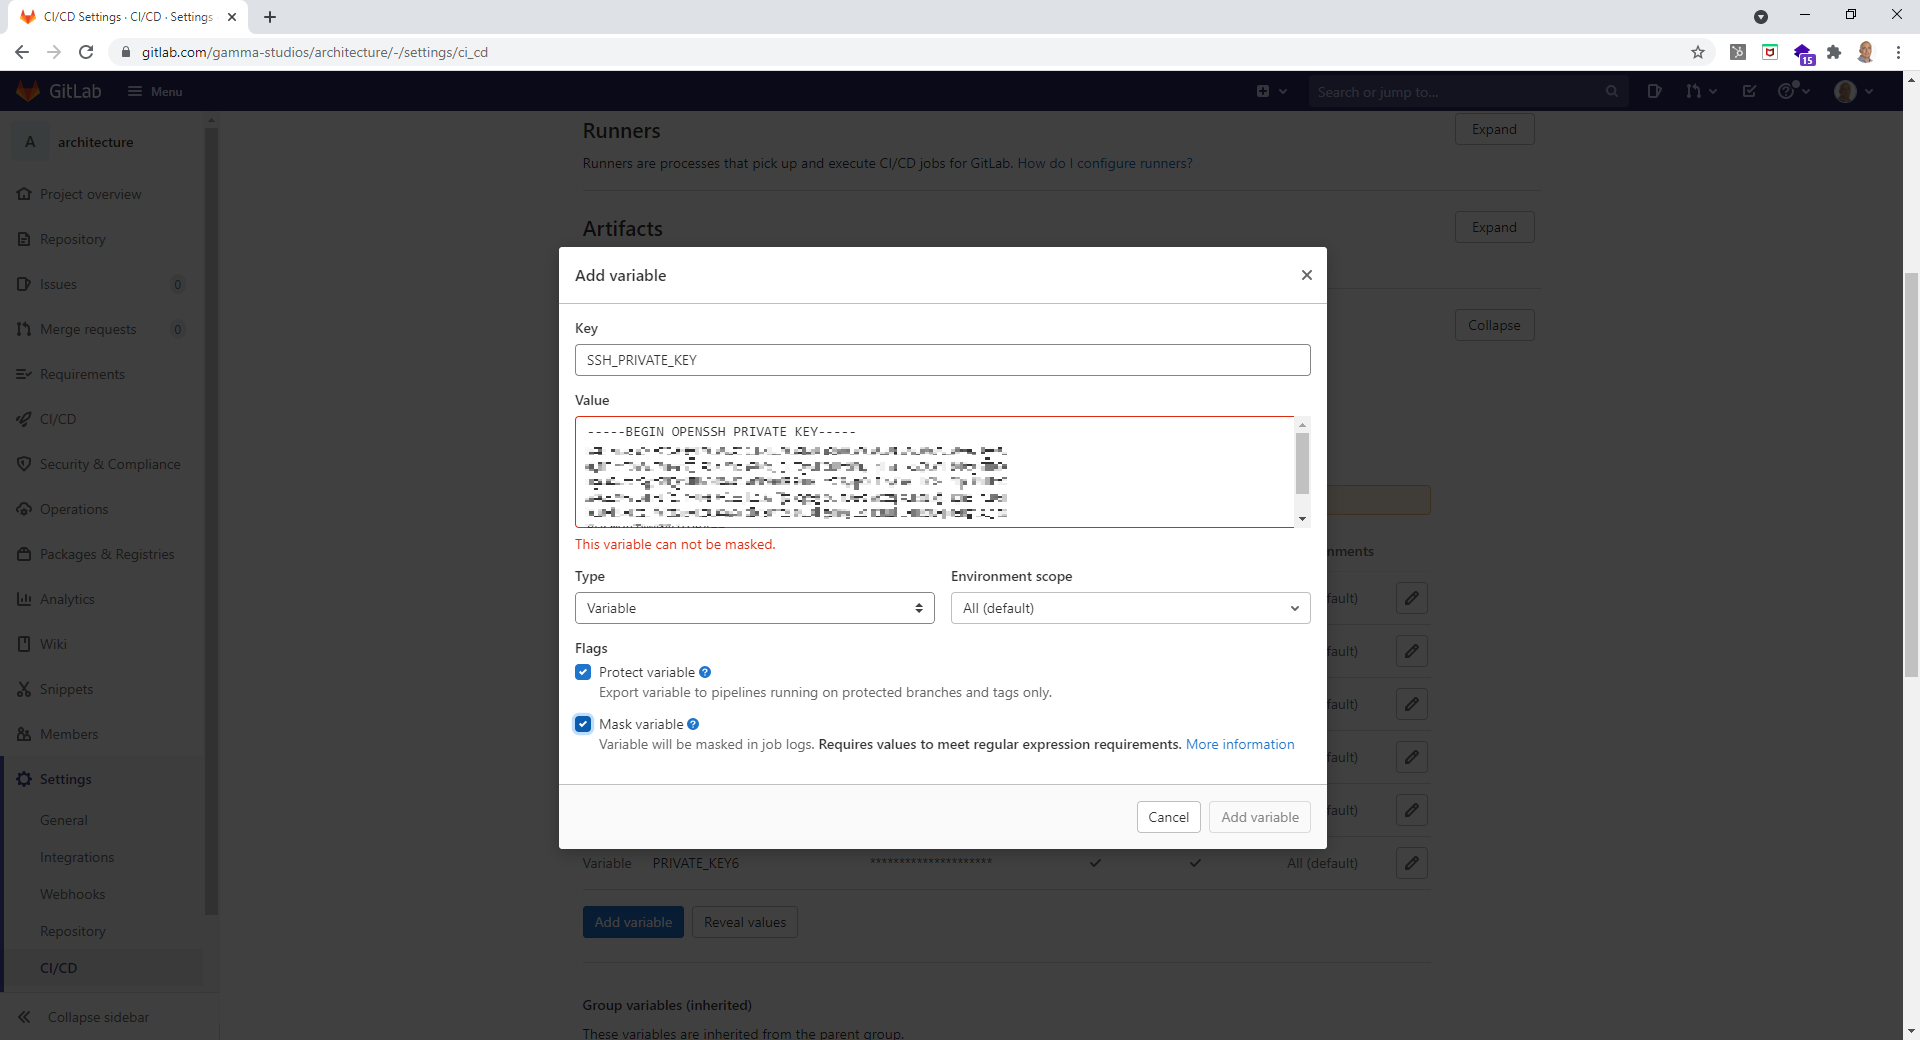 CI/CD Settings · CI/CD · Settings
gitlab.com/gamma-studios/architecture/-/settings/ci_cd
15
GitLab
Menu
Search or jump to...
A
architecture
Project overview
Repository
Issues 0
Merge requests 0
Requirements
CI/CD
Security & Compliance
Operations
Packages & Registries
Analytics
Wiki
Snippets
Members
Settings
General
Integrations
Webhooks
Repository
CI/CD
Collapse sidebar
Runners
Expand
Runners are processes that pick up and execute CI/CD jobs for GitLab. How do I configure runners?
Artifacts
Expand
Collapse
Add variable
Key
SSH_PRIVATE_KEY
Value
-----BEGIN OPENSSH PRIVATE KEY-----
This variable can not be masked.
Type
Environment scope
Variable
All (default)
Flags
Protect variable
Export variable to pipelines running on protected branches and tags only.
Mask variable
Variable will be masked in job logs. Requires values to meet regular expression requirements. More information
Cancel
Add variable
nments
fault)
fault)
fault)
fault)
fault)
Variable PRIVATE_KEY6 ********************* All (default)
Add variable
Reveal values
Group variables (inherited)
These variables are inherited from the parent group.